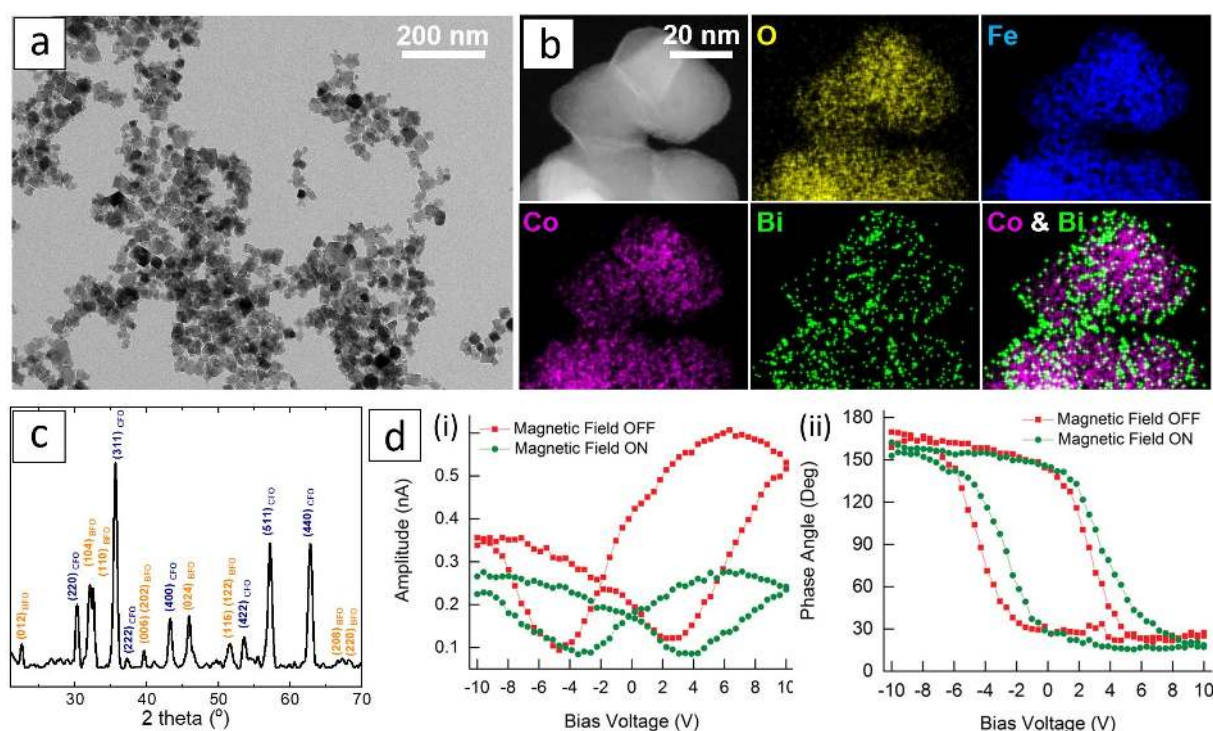 a
200 nm
b
20 nm
O
Fe
Co
Bi
Co & Bi
c
(012) BFO
(220) CFO
(104) BFO
(110) BFO
(311) CFO
(222) CFO
(006) (202) BFO
(400) CFO
(024) BFO
(116) (122) BFO
(422) CFO
(511) CFO
(440) CFO
(208) BFO
(220) BFO
30 40 50 60 70
2 theta (°)
d
(i)
Magnetic Field OFF
Magnetic Field ON
Amplitude (nA)
0.6
0.5
0.4
0.3
0.2
0.1
-10 -8 -6 -4 -2 0 2 4 6 8 10
Bias Voltage (V)
(ii)
Magnetic Field OFF
Magnetic Field ON
Phase Angle (Deg)
180
150
120
90
60
30
0
-10 -8 -6 -4 -2 0 2 4 6 8 10
Bias Voltage (V)